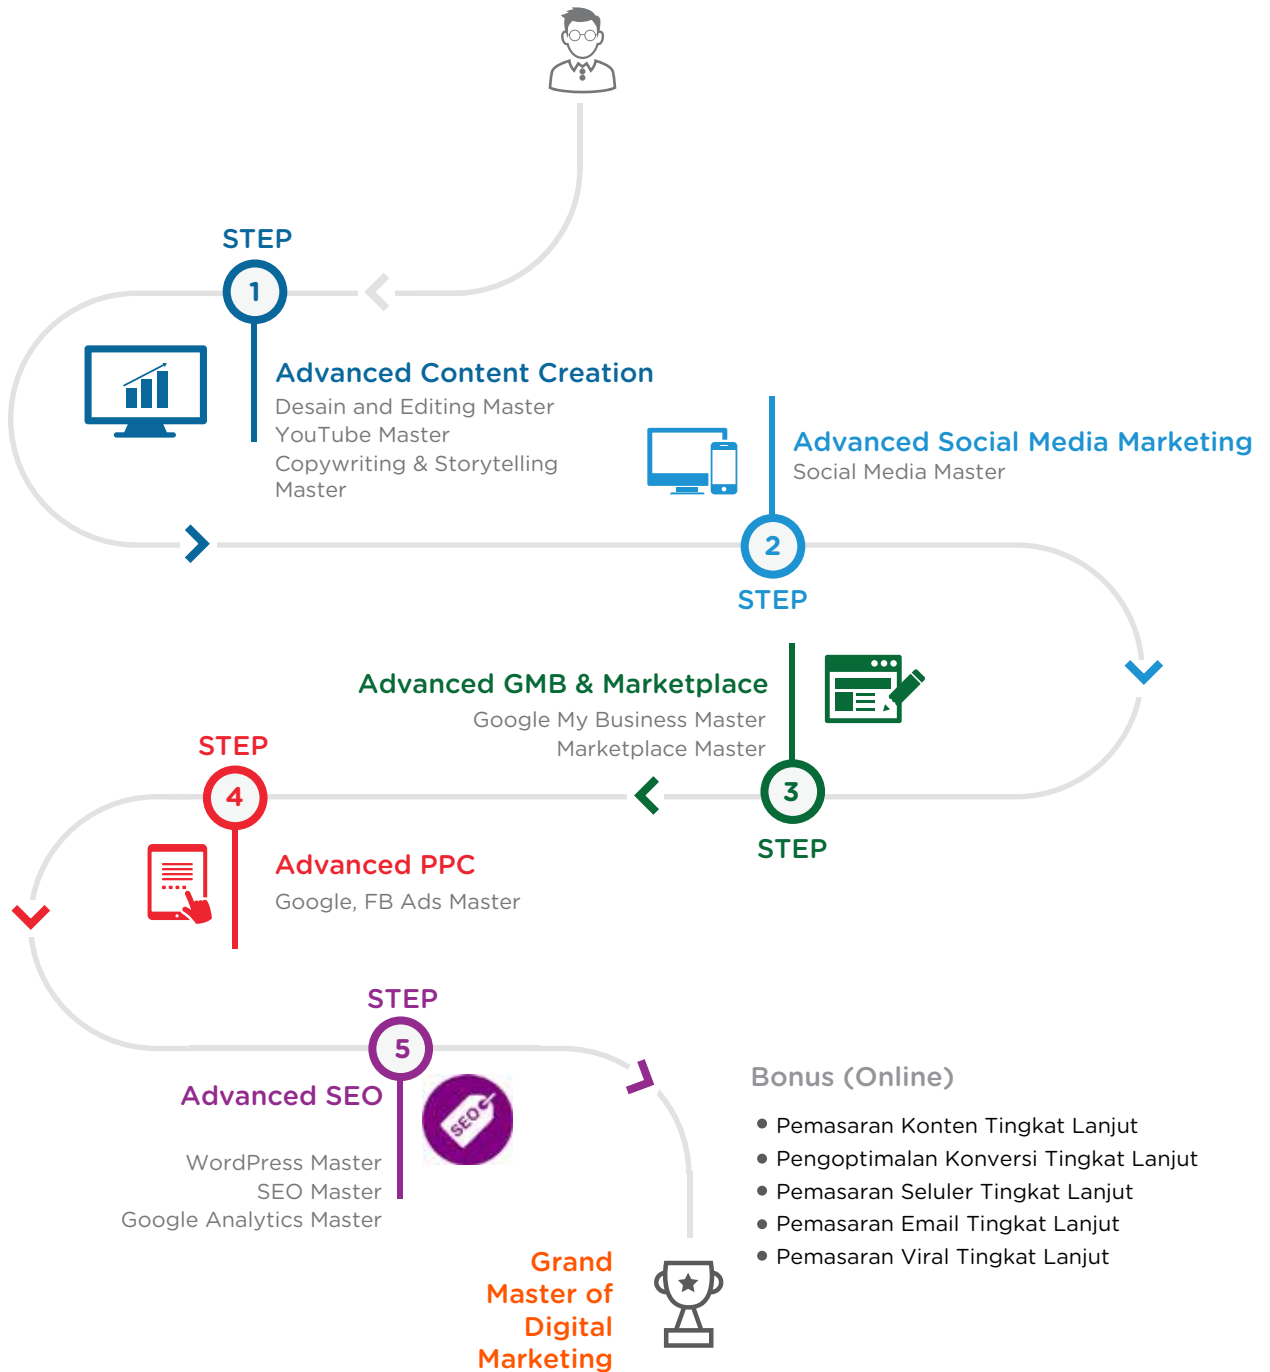 STEP
1
Advanced Content Creation
Desain and Editing Master
YouTube Master
Copywriting & Storytelling
Master
Advanced Social Media Marketing
Social Media Master
2
STEP
Advanced GMB & Marketplace
Google My Business Master
Marketplace Master
3
STEP
STEP
4
Advanced PPC
Google, FB Ads Master
STEP
5
Advanced SEO
SEO
WordPress Master
SEO Master
Google Analytics Master
Bonus (Online)
• Pemasaran Konten Tingkat Lanjut
• Pengoptimalan Konversi Tingkat Lanjut
• Pemasaran Seluler Tingkat Lanjut
• Pemasaran Email Tingkat Lanjut
• Pemasaran Viral Tingkat Lanjut
Grand
Master of
Digital
Marketing